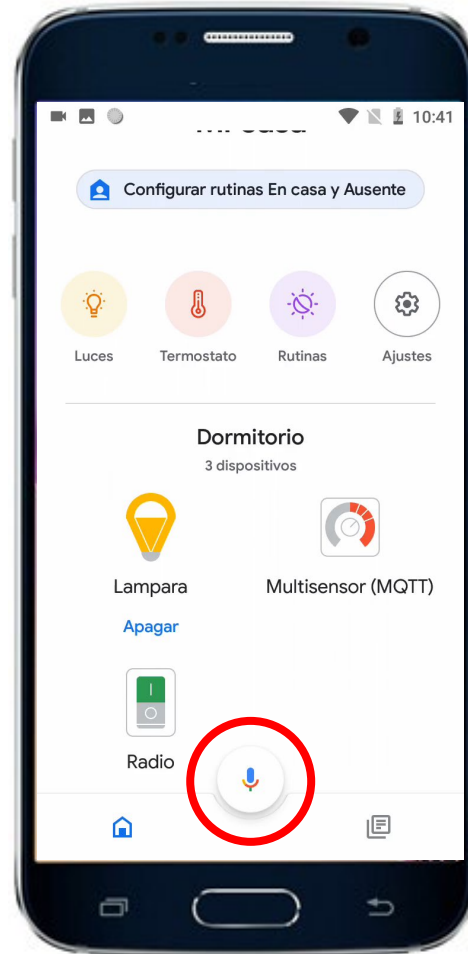 10:41
Configurar rutinas En casa y Ausente
Luces Termostato Rutinas Ajustes
Dormitorio
3 dispositivos
Lampara Multisensor (MQTT)
Apagar
Radio